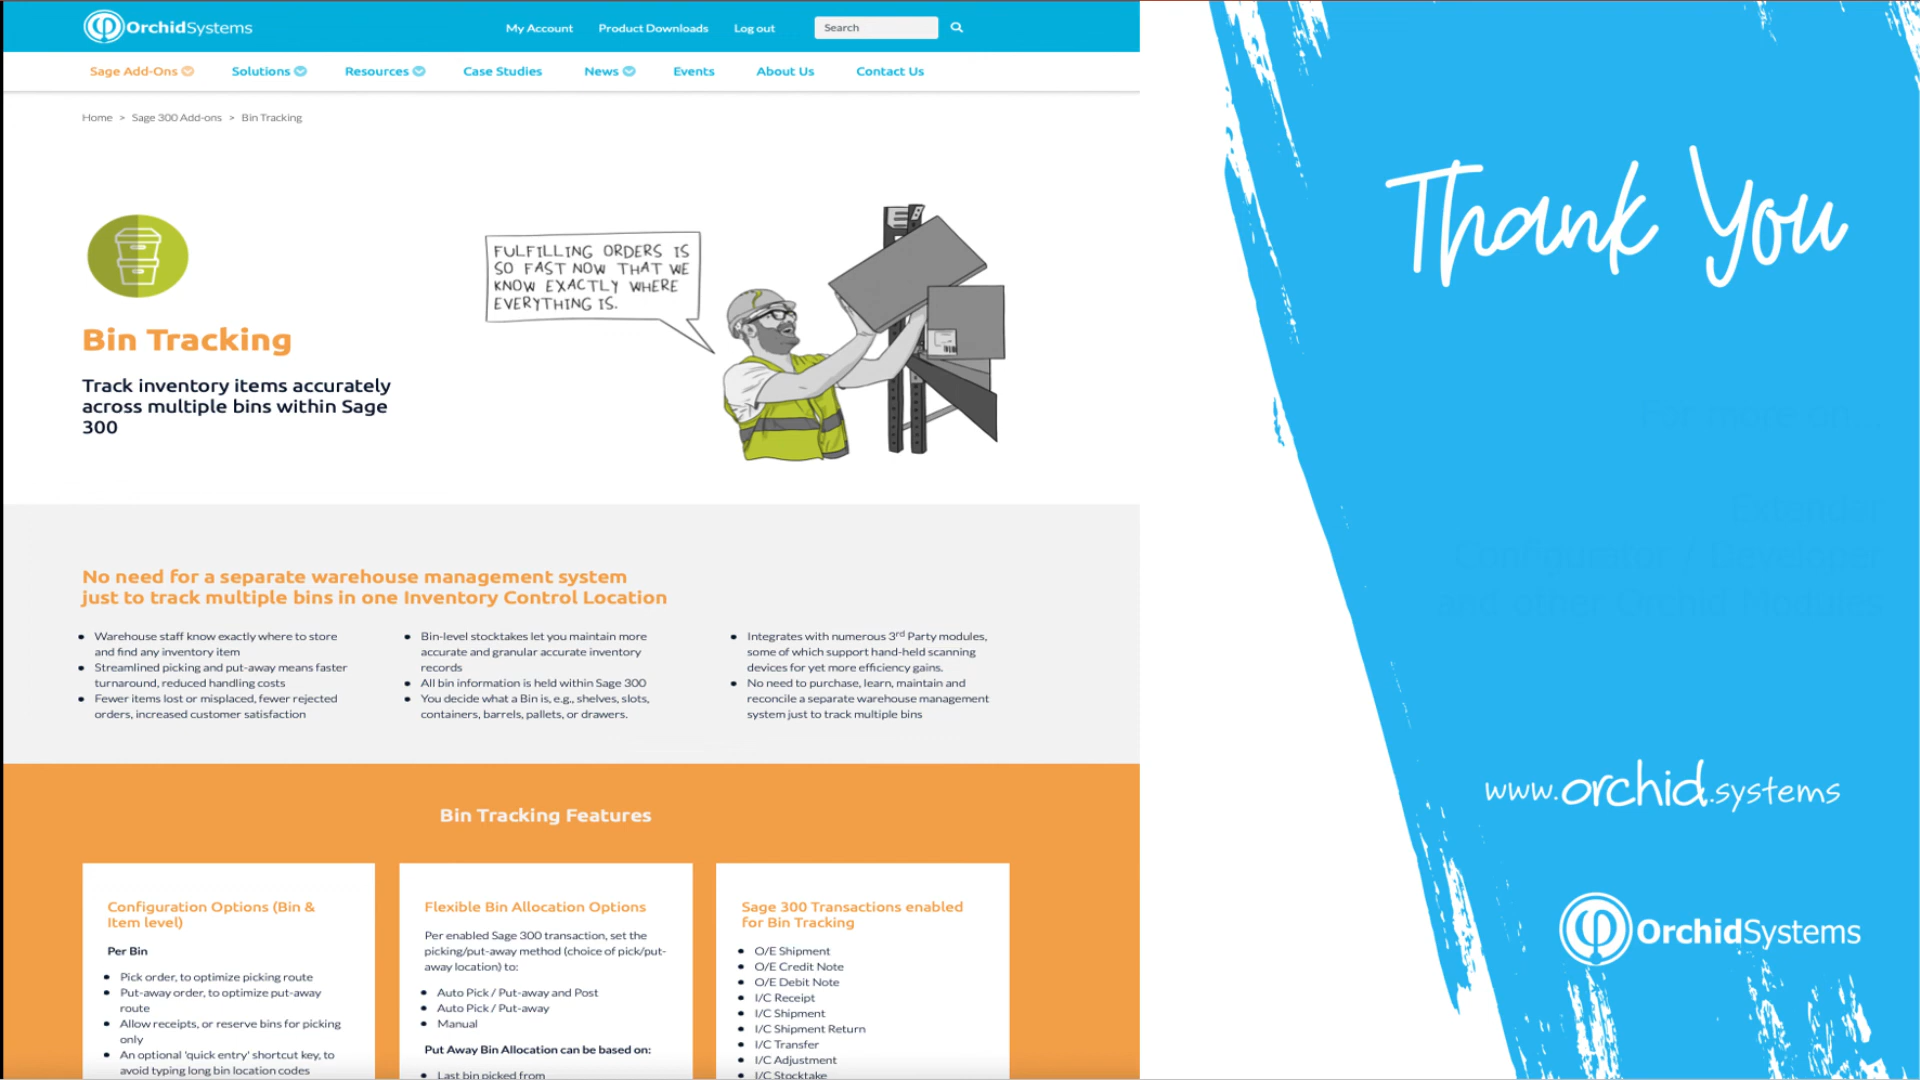 OrchidSystems
My Account Product Downloads Log out Search
Sage Add-Ons Solutions Resources Case Studies News Events About Us Contact Us
Home > Sage 300 Add-ons > Bin Tracking
FULFILLING ORDERS IS
SO FAST NOW THAT WE
KNOW EXACTLY WHERE
EVERYTHING IS.
Bin Tracking
Track inventory items accurately
across multiple bins within Sage
300
No need for a separate warehouse management system
just to track multiple bins in one Inventory Control Location
Warehouse staff know exactly where to store
and find any inventory item
Streamlined picking and put-away means faster
turnaround, reduced handling costs
Fewer items lost or misplaced, fewer rejected
orders, increased customer satisfaction
Bin-level stocktakes let you maintain more
accurate and granular accurate inventory
records
All bin information is held within Sage 300
You decide what a Bin is, e.g., shelves, slots,
containers, barrels, pallets, or drawers.
Integrates with numerous 3rd Party modules,
some of which support hand-held scanning
devices for yet more efficiency gains.
No need to purchase, learn, maintain and
reconcile a separate warehouse management
system just to track multiple bins
Bin Tracking Features
Configuration Options (Bin &
Item level)
Per Bin
Pick order, to optimize picking route
Put-away order, to optimize put-away
route
Allow receipts, or reserve bins for picking
only
An optional 'quick entry' shortcut key, to
avoid typing long bin location codes
Flexible Bin Allocation Options
Per enabled Sage 300 transaction, set the
picking/put-away method (choice of pick/put-
away location) to:
Auto Pick / Put-away and Post
Auto Pick / Put-away
Manual
Put Away Bin Allocation can be based on:
Last bin picked from
Sage 300 Transactions enabled
for Bin Tracking
O/E Shipment
O/E Credit Note
O/E Debit Note
I/C Receipt
I/C Shipment
I/C Shipment Return
I/C Transfer
I/C Adjustment
I/C Stocktake
Thank You
Extender
Configurator / Developer
and other Orchid Modules
www.orchid.systems
OrchidSystems